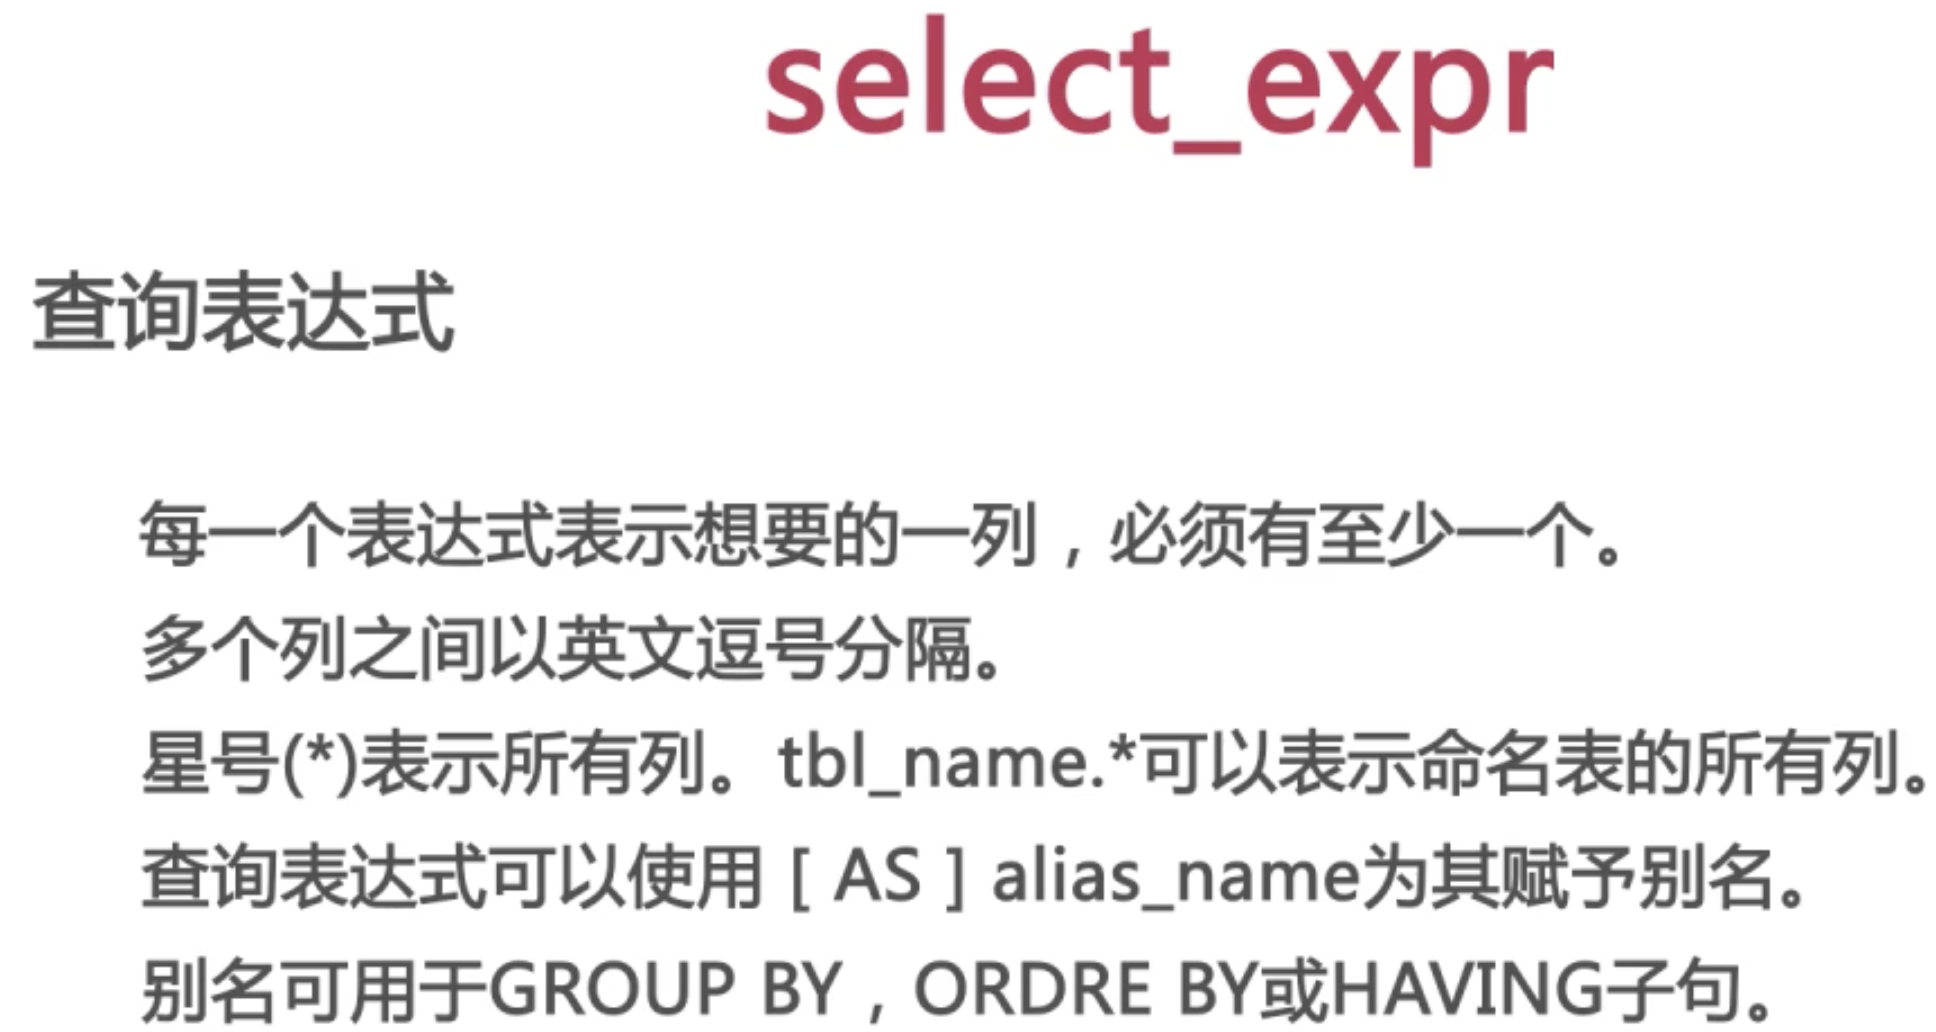 select_expr
查询表达式
每一个表达式表示想要的一列，必须有至少一个。
多个列之间以英文逗号分隔。
星号(*)表示所有列。tbl_name.*可以表示命名表的所有列。
查询表达式可以使用 [ AS ] alias_name为其赋予别名。
别名可用于GROUP BY，ORDRE BY或HAVING子句。